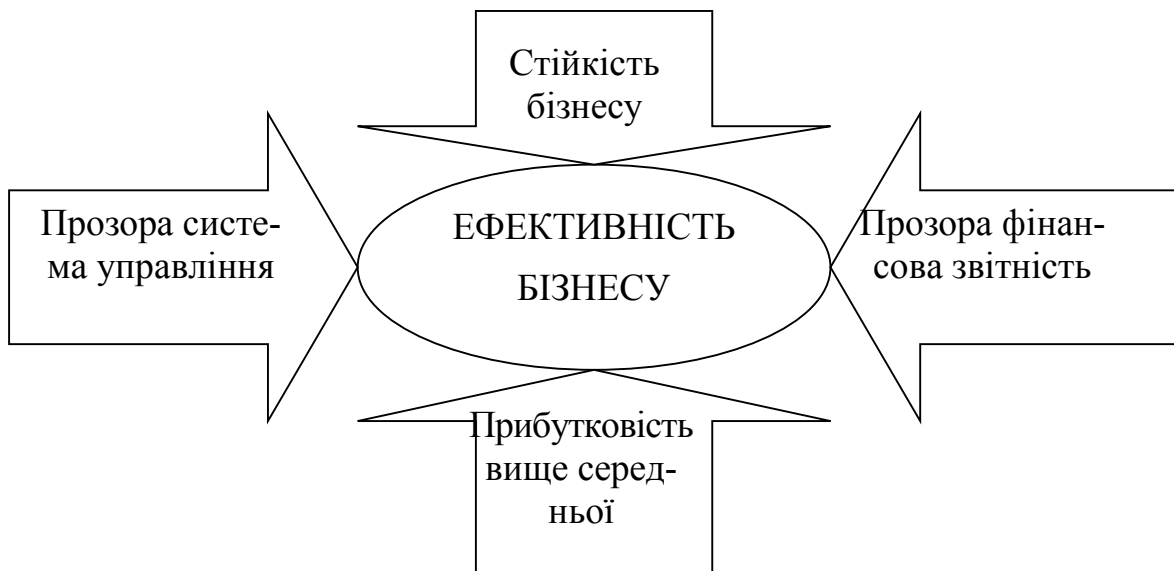 Стійкість
бізнесу
Прозора систе-
ма управління
ЕФЕКТИВНІСТЬ
БІЗНЕСУ
Прозора фінан-
сова звітність
Прибутковість
вище серед-
ньої